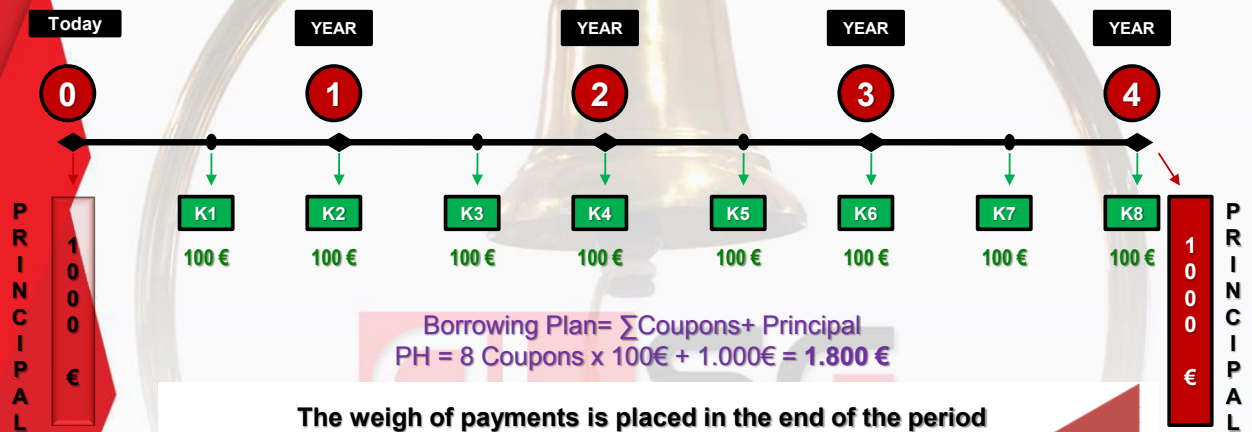 Today
YEAR
YEAR
YEAR
YEAR
0
1
2
3
4
PRINCIPAL
1000 €
K1
K2
K3
K4
K5
K6
K7
K8
100 €
100 €
100 €
100 €
100 €
100 €
100 €
100 €
1000 €
PRINCIPAL
Borrowing Plan= ∑Coupons+ Principal
PH = 8 Coupons x 100€ + 1.000€ = 1.800 €
The weigh of payments is placed in the end of the period